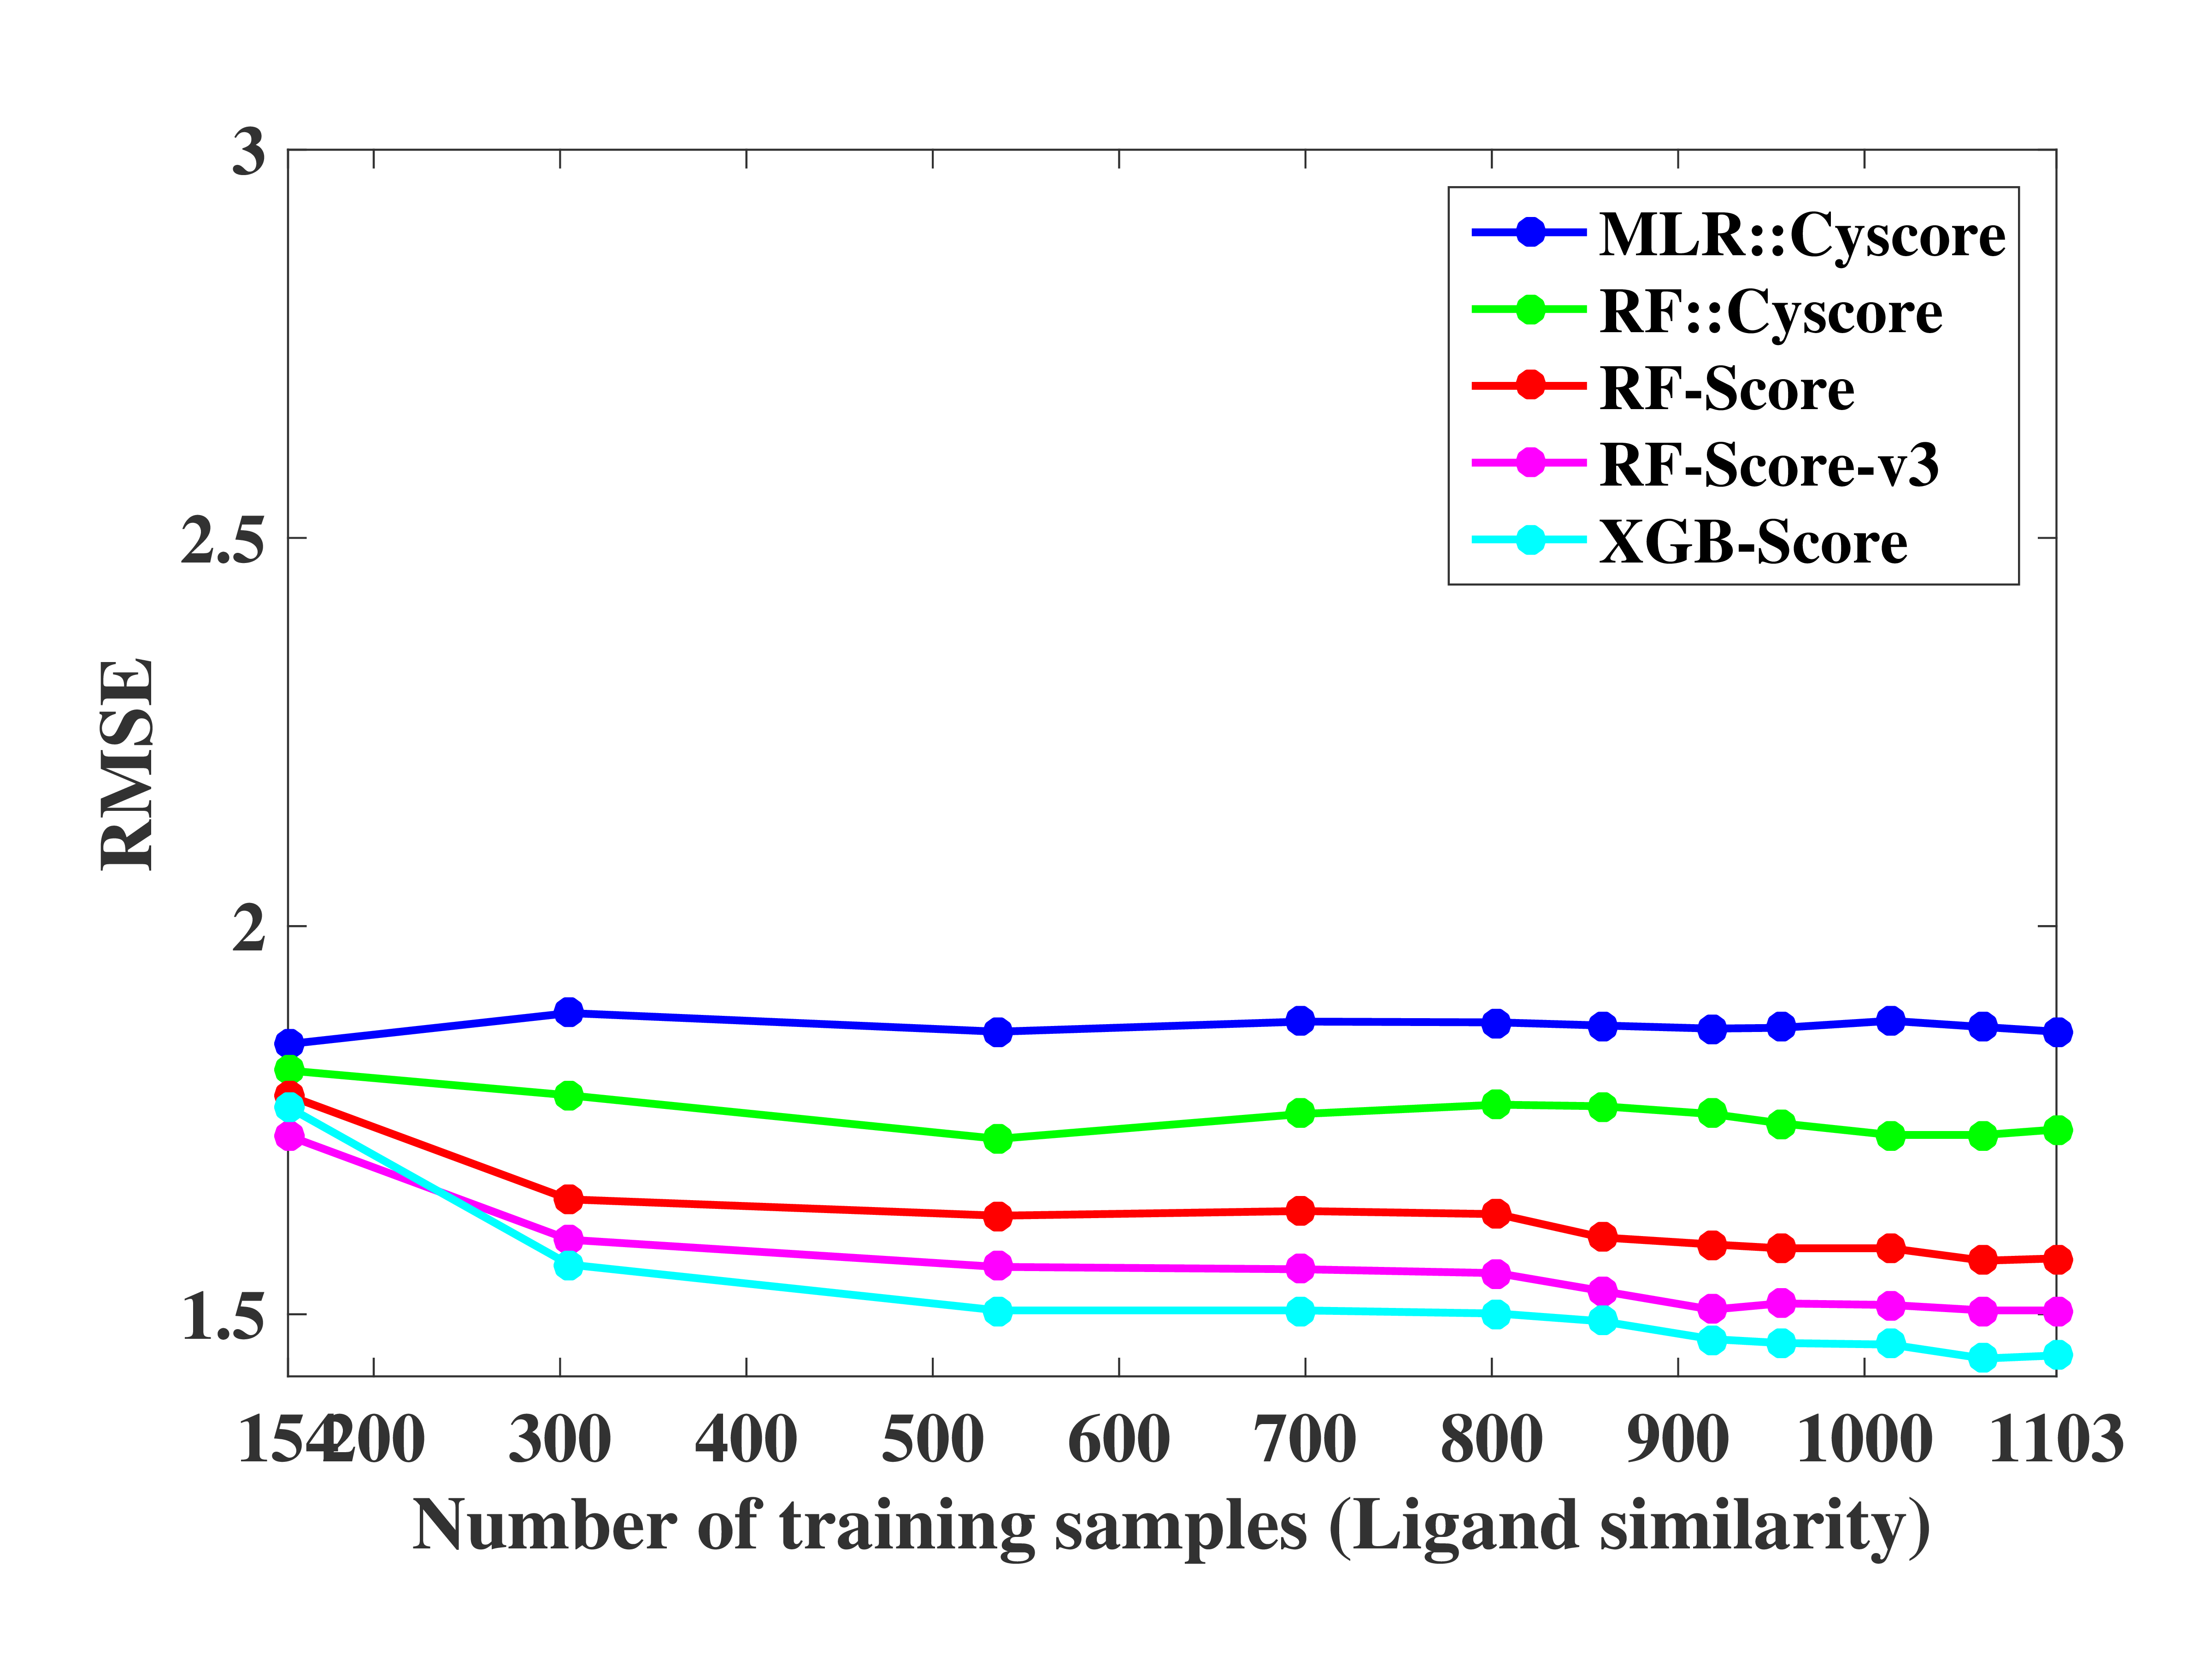 3
2.5
2
1.5
RMSE
MLR::Cyscore
RF::Cyscore
RF-Score
RF-Score-v3
XGB-Score
154 200 300 400 500 600 700 800 900 1000 1103
Number of training samples (Ligand similarity)